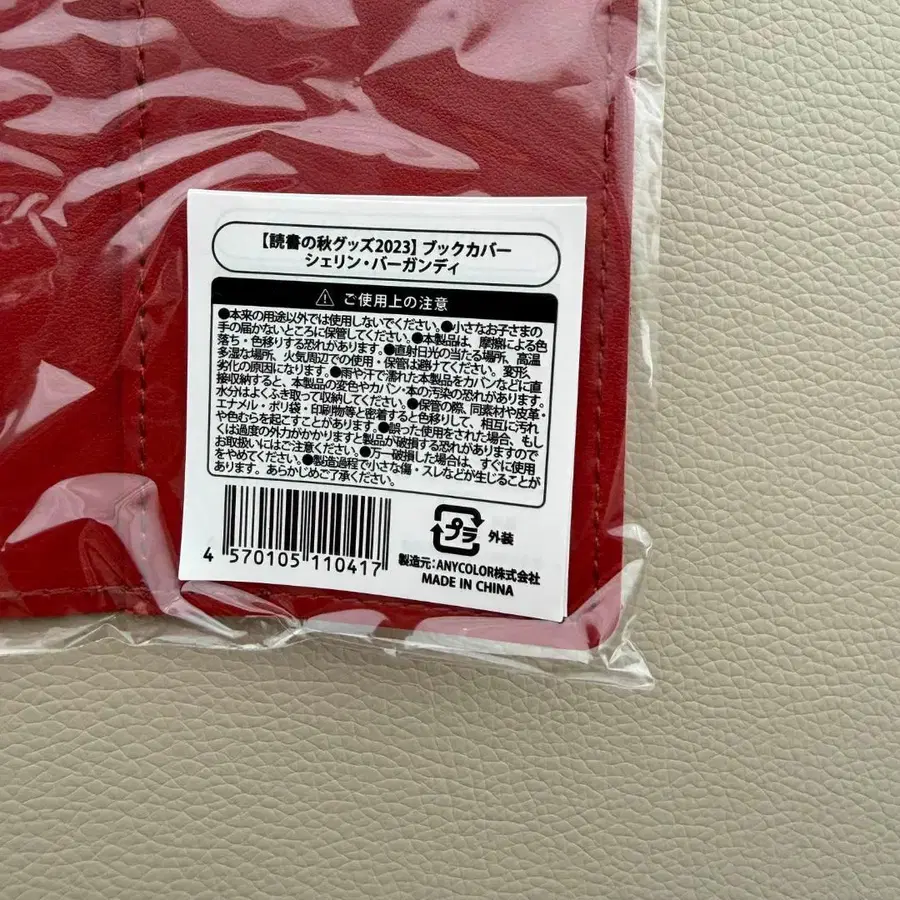 【読書の秋グッズ2023】ブックカバー
シェリン・バーガンディ
ご使用上の注意
●本来の用途以外では使用しないでください。●小さなお子さまの
手の届かないところに保管してください。●本製品は、摩擦による色
落ち・色移りする恐れがあります。●直射日光の当たる場所、高温
多湿な場所、火気周辺での使用・保管は避けてください。変形、
劣化の原因になります。●雨や汗で濡れた本製品をカバンなどに直
接収納すると、本製品の変色やカバン・本の汚染の恐れがあります。
水分はよくふき取って収納してください。●保管の際、同素材や皮革・
エナメル・ポリ袋・印刷物等と密着すると色移りして、相互に汚れ
や色むらを起こすことがあります。●誤った使用をされた場合、もし
くは過度の外力がかかりますと製品が破損する恐れがありますので
お取扱いにはご注意ください。●万一破損した場合は、すぐに使用
をやめてください。●製造過程で小さな傷・スレなどが生じることが
あります。あらかじめご了承ください。
4 570105 110417
プラ 外装
製造元:ANYCOLOR株式会社
MADE IN CHINA